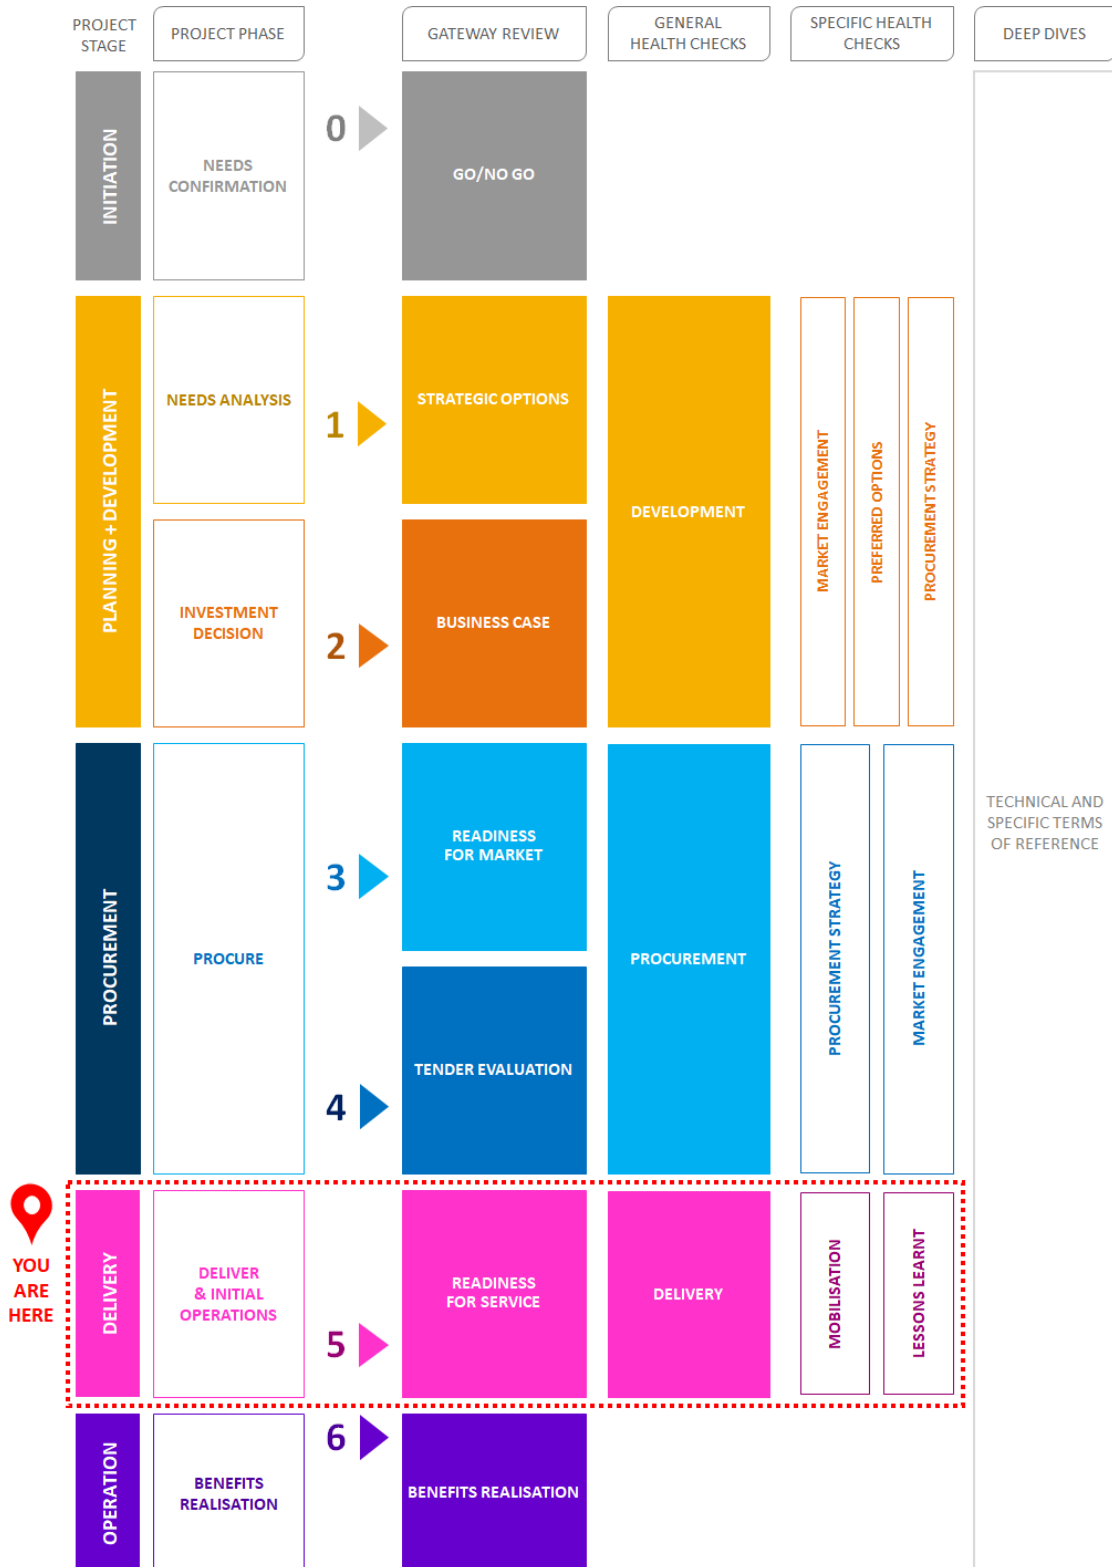 PROJECT
STAGE
PROJECT PHASE
GATEWAY REVIEW
GENERAL
HEALTH CHECKS
SPECIFIC HEALTH
CHECKS
DEEP DIVES
INITIATION
NEEDS
CONFIRMATION
0
GO/NO GO
PLANNING + DEVELOPMENT
NEEDS ANALYSIS
1
STRATEGIC OPTIONS
INVESTMENT
DECISION
2
BUSINESS CASE
DEVELOPMENT
MARKET ENGAGEMENT
PREFERRED OPTIONS
PROCUREMENT STRATEGY
PROCUREMENT
PROCURE
3
READINESS
FOR MARKET
4
TENDER EVALUATION
PROCUREMENT
PROCUREMENT STRATEGY
MARKET ENGAGEMENT
TECHNICAL AND
SPECIFIC TERMS
OF REFERENCE
YOU
ARE
HERE
DELIVERY
DELIVER
& INITIAL
OPERATIONS
5
READINESS
FOR SERVICE
DELIVERY
MOBILISATION
LESSONS LEARNT
OPERATION
BENEFITS
REALISATION
6
BENEFITS REALISATION